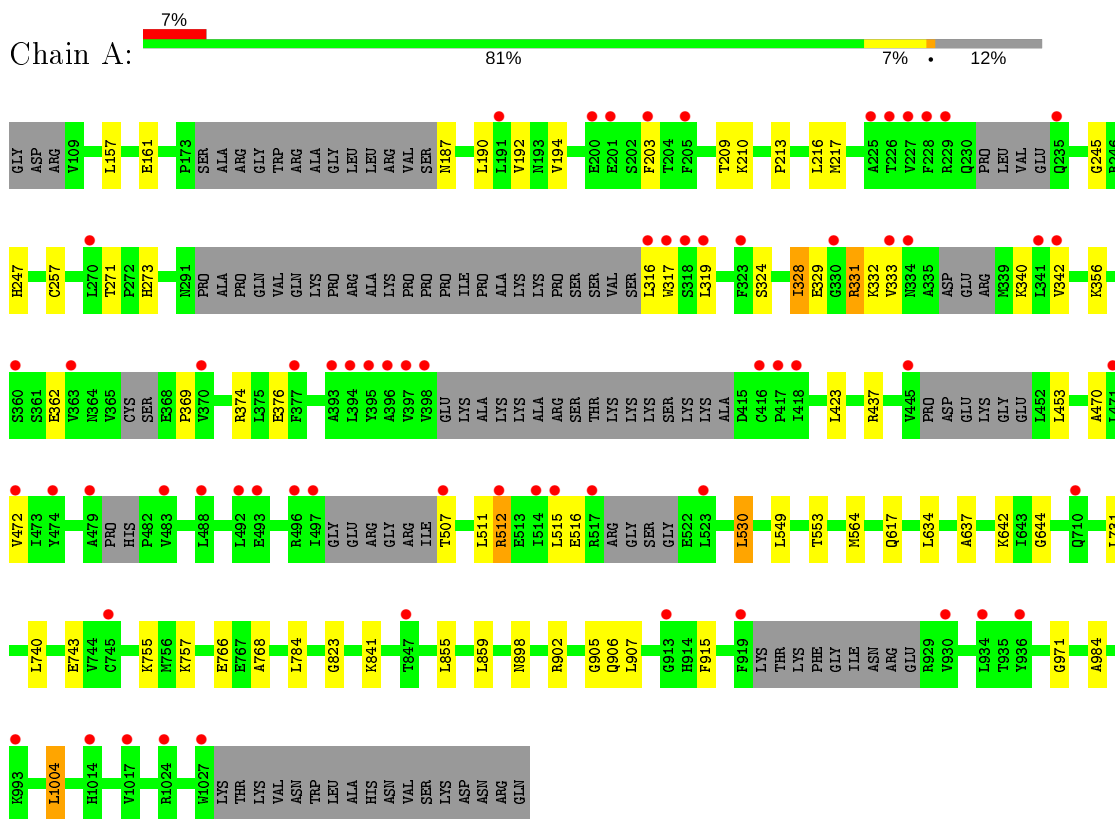 7%
Chain A:
81% 7% • 12%
GLY ASP ARG V109 L157 E161 P173 SER ALA ARG GLY TRP ARG ALA GLY LEU LEU ARG VAL SER N187 L190 L191 V192 N193 V194 E200 E201 S202 F203 T204 F205 T209 K210 P213 L216 M217 A225 T226 V227 F228 R229 Q230 PRO LEU VAL GLU Q235 G245 R246
H247 C257 L270 T271 P272 H273 N291 PRO ALA PRO GLN VAL GLN LYS PRO ARG ALA LYS PRO PRO PRO ILE PRO ALA LYS LYS PRO SER SER VAL SER L316 W317 S318 L319 F323 S324 I328 E329 G330 R331 K332 V333 N334 A335 ASP GLU ARG M339 K340 L341 V342 K356
S360 S361 E362 V363 N364 V365 CYS SER E368 P369 V370 R374 L375 E376 F377 A393 L394 Y395 A396 V397 V398 GLU LYS ALA LYS LYS ALA ARG SER THR LYS LYS LYS SER LYS LYS ALA D415 C416 P417 I418 L423 R437 V445 PRO ASP GLU LYS GLY GLU L452 L453 A470 L471
V472 I473 Y474 A479 PRO HIS P482 V483 L488 L492 E493 R496 I497 GLY GLU ARG GLY ARG ILE T507 L511 R512 E513 I514 L515 E516 R517 ARG GLY SER GLY E522 L523 L530 L549 T553 M564 Q617 L634 A637 K642 I643 G644 Q710 L731
L740 E743 V744 C745 K755 M756 K757 E766 E767 A768 L784 G823 K841 T847 L855 L859 N898 R902 G905 Q906 L907 G913 H914 F915 F919 LYS THR LYS PHE GLY ILE ASN ARG GLU R929 V930 L934 T935 Y936 G971 A984
K993 L1004 H1014 V1017 R1024 W1027 LYS THR LYS VAL ASN TRP LEU ALA HIS ASN VAL SER LYS ASP ASN ARG GLN